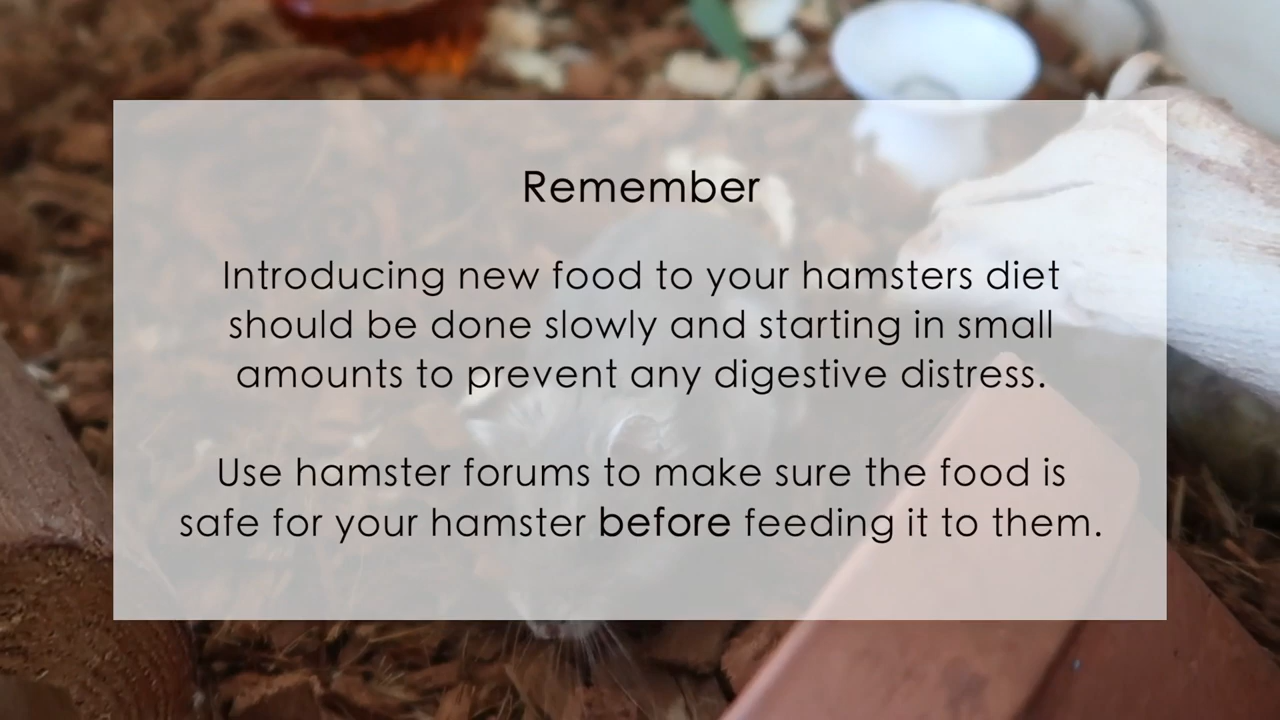 Remember
Introducing new food to your hamsters diet
should be done slowly and starting in small
amounts to prevent any digestive distress.
Use hamster forums to make sure the food is
safe for your hamster before feeding it to them.